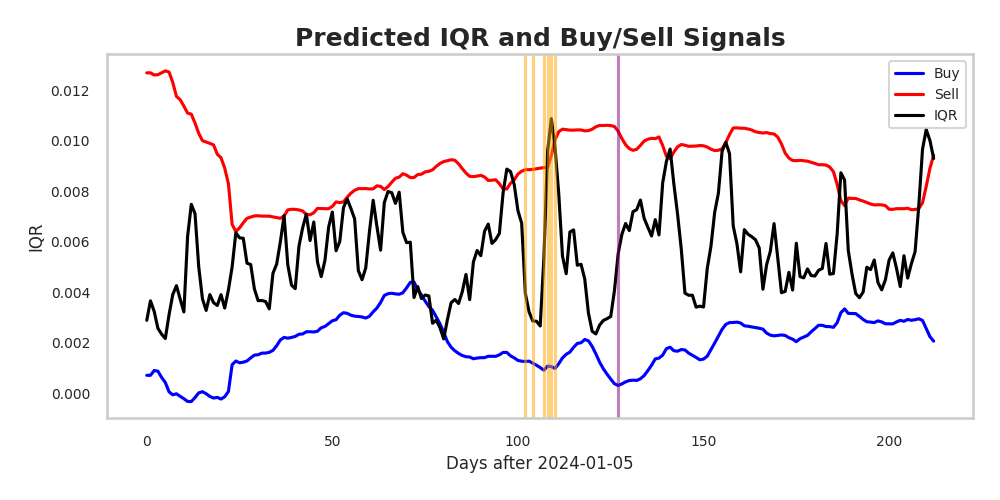 Predicted IQR and Buy/Sell Signals
IQR
0.012
0.010
0.008
0.006
0.004
0.002
0.000
0
50
100
150
200
Days after 2024-01-05
Buy
Sell
IQR